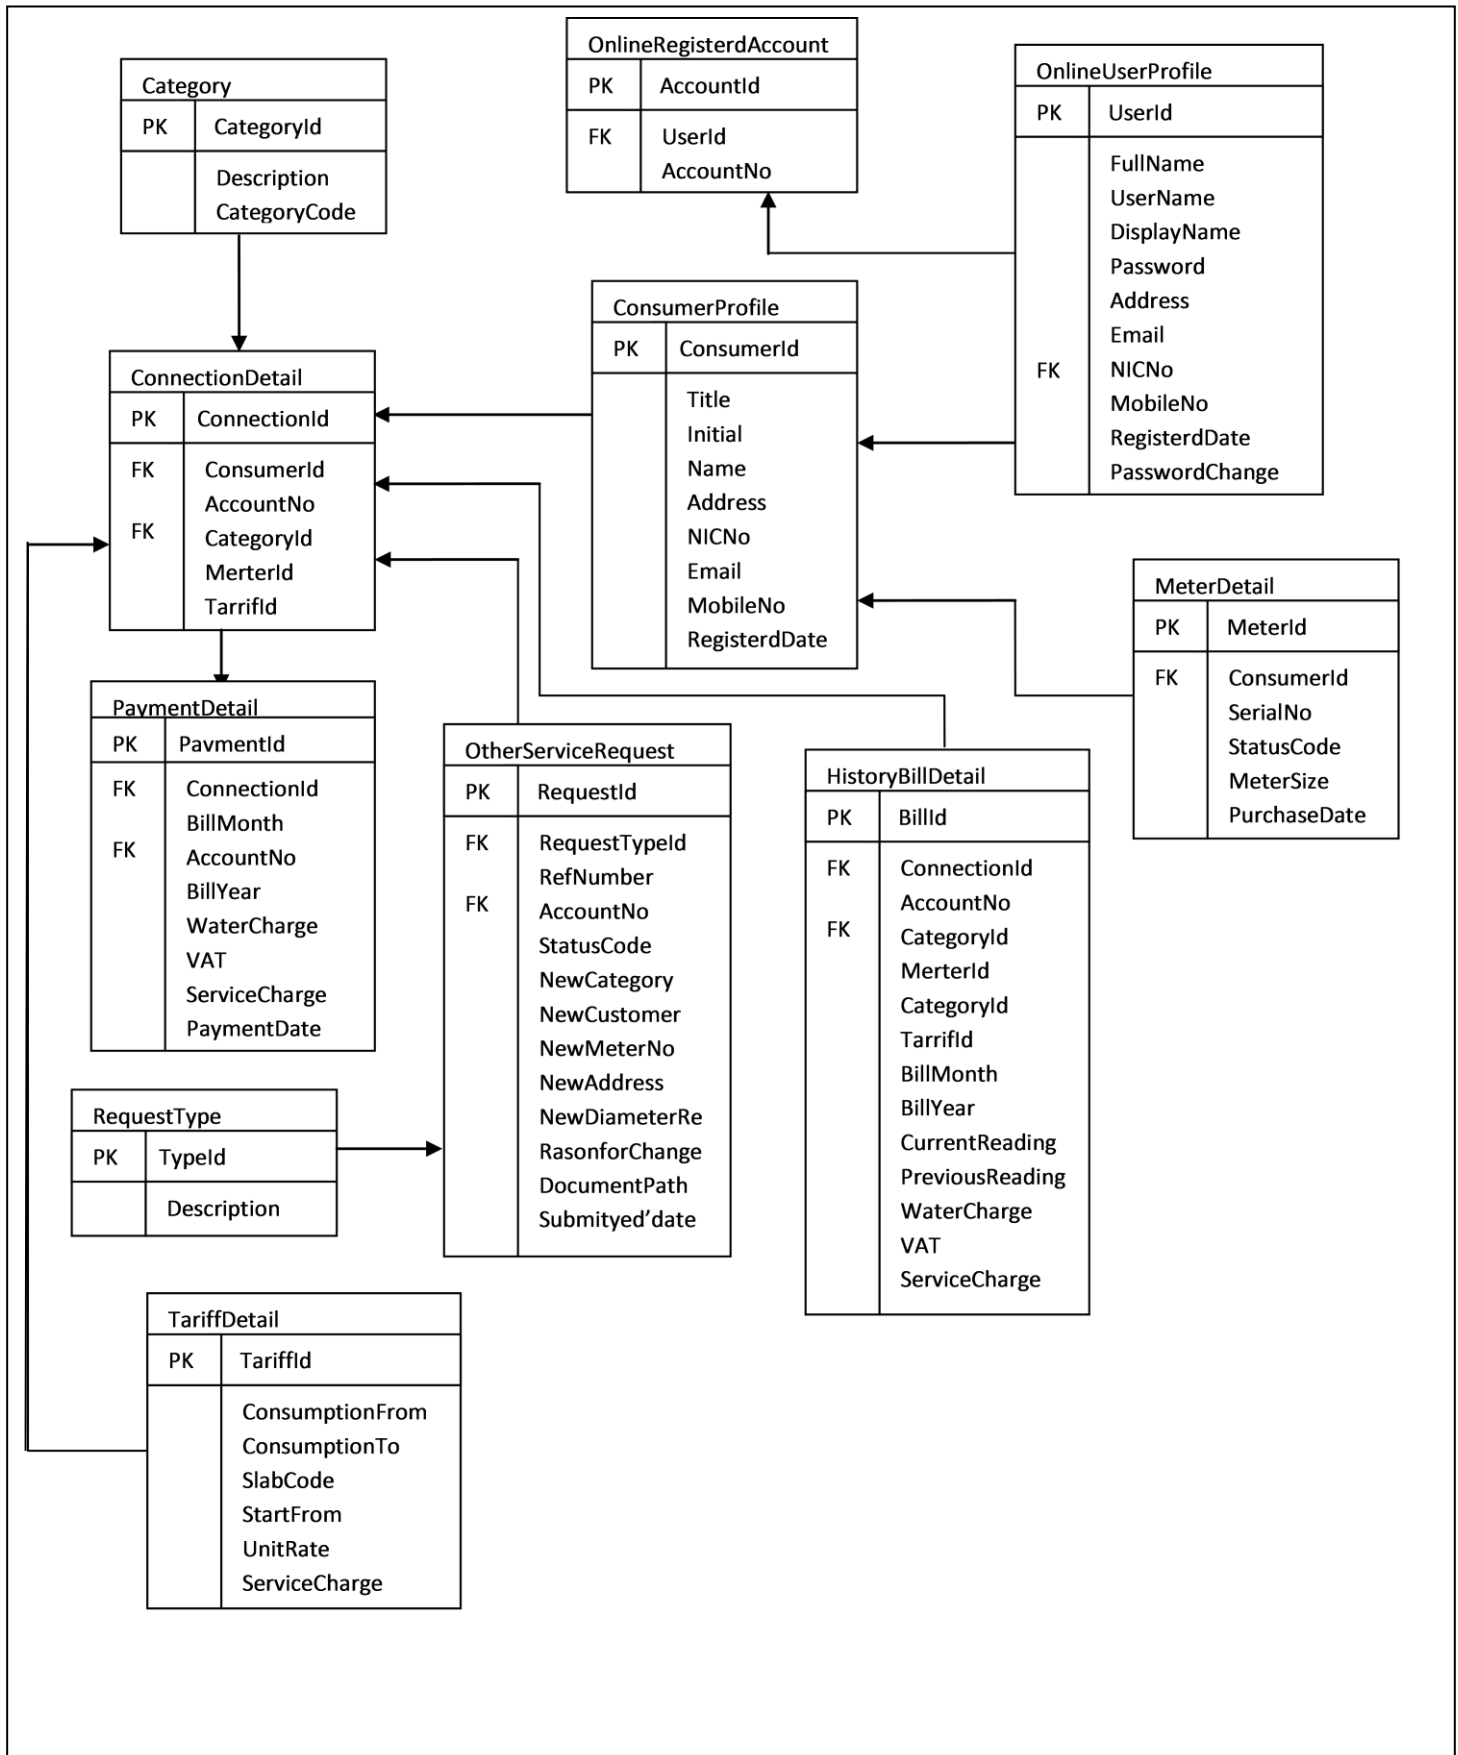 Category
PK CategoryId
Description
CategoryCode
OnlineRegisterdAccount
PK AccountId
FK UserId
AccountNo
OnlineUserProfile
PK UserId
FullName
UserName
DisplayName
Password
Address
Email
FK NICNo
MobileNo
RegisterdDate
PasswordChange
ConsumerProfile
PK ConsumerId
Title
Initial
Name
Address
NICNo
Email
MobileNo
RegisterdDate
ConnectionDetail
PK ConnectionId
FK ConsumerId
AccountNo
FK CategoryId
MerterId
TarrifId
MeterDetail
PK MeterId
FK ConsumerId
SerialNo
StatusCode
MeterSize
PurchaseDate
PaymentDetail
PK PaymentId
FK ConnectionId
BillMonth
FK AccountNo
BillYear
WaterCharge
VAT
ServiceCharge
PaymentDate
OtherServiceRequest
PK RequestId
FK RequestTypeId
RefNumber
FK AccountNo
StatusCode
NewCategory
NewCustomer
NewMeterNo
NewAddress
NewDiameterRe
RasonforChange
DocumentPath
Submityed’date
HistoryBillDetail
PK BillId
FK ConnectionId
AccountNo
FK CategoryId
MerterId
CategoryId
TarrifId
BillMonth
BillYear
CurrentReading
PreviousReading
WaterCharge
VAT
ServiceCharge
RequestType
PK TypeId
Description
TariffDetail
PK TariffId
ConsumptionFrom
ConsumptionTo
SlabCode
StartFrom
UnitRate
ServiceCharge